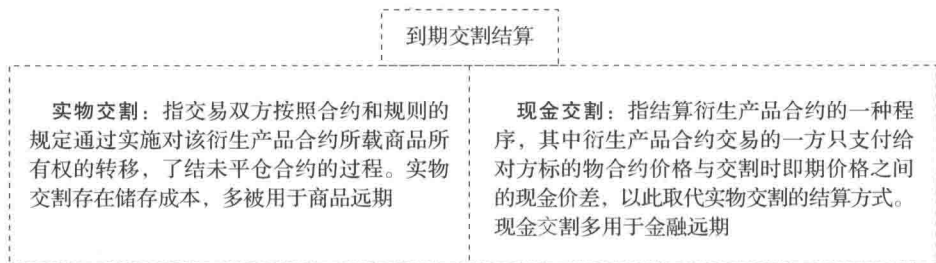 到期交割结算
实物交割：指交易双方按照合约和规则的
规定通过实施对该衍生产品合约所载商品所
有权的转移，了结未平仓合约的过程。实物
交割存在储存成本，多被用于商品远期
现金交割：指结算衍生产品合约的一种程
序，其中衍生产品合约交易的一方只支付给
对方标的物合约价格与交割时即期价格之间
的现金价差，以此取代实物交割的结算方式。
现金交割多用于金融远期